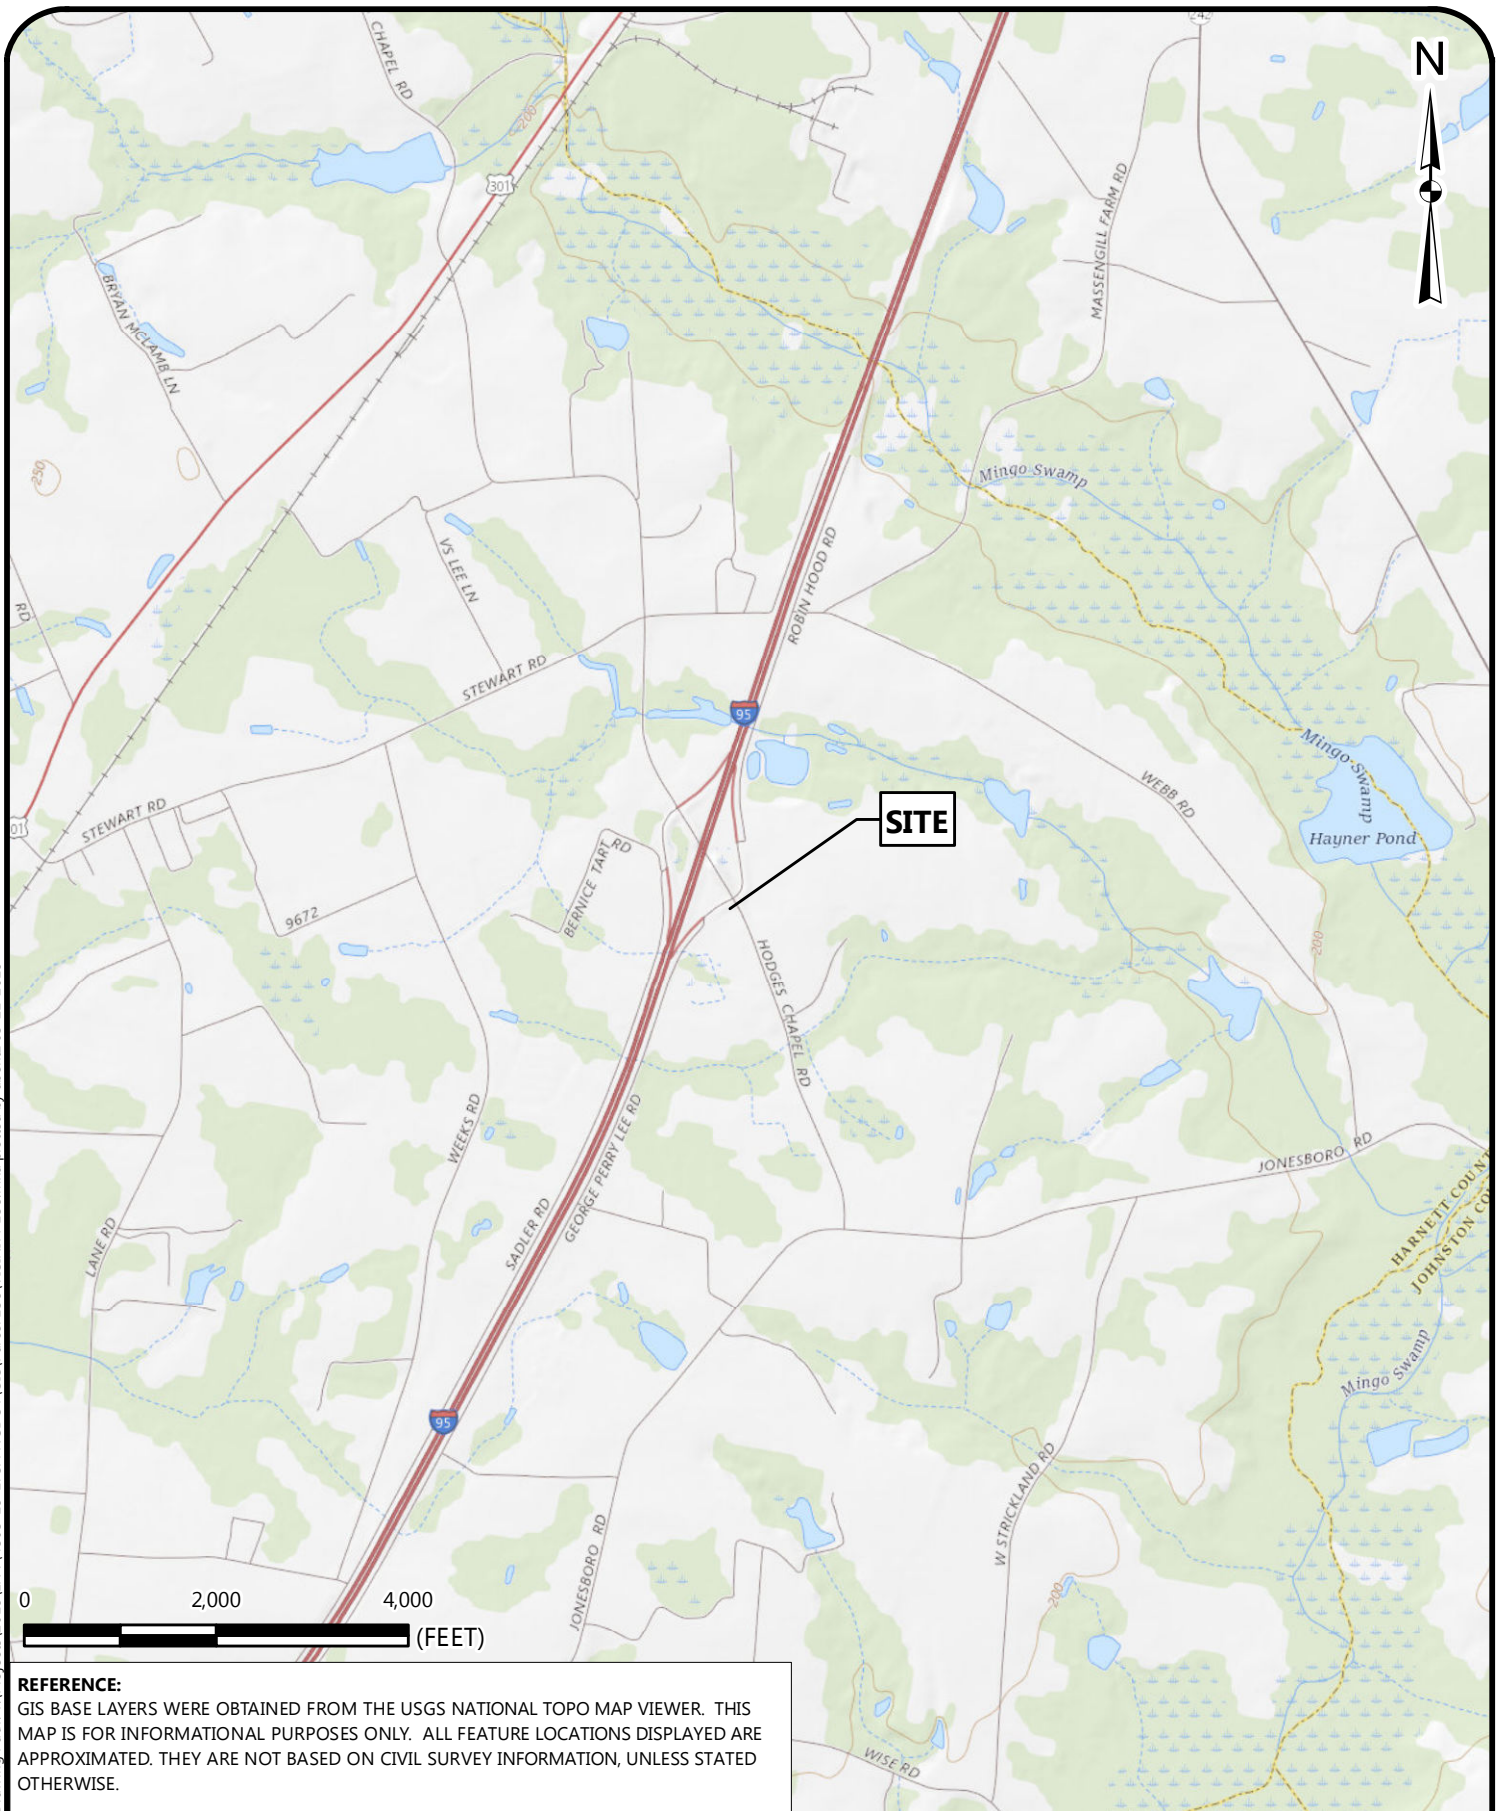 CHAPEL RD
242
N
200
301
MASSENGILL FARM RD
BRYAN MCLAMB LN
250
Mingo Swamp
VS LEE LN
ROBIN HOOD RD
RD
STEWART RD
95
Mingo Swamp
WEBB RD
SITE
STEWART RD
01
Hayner Pond
BERNICE TART RD
9672
200
HODGES CHAPEL RD
WEEKS RD
GEORGE PERRY LEE RD
JONESBORO RD
SADLER RD
LANE RD
HARNETT COUNT
JOHNSTON CO
Mingo Swamp
95
W STRICKLAND RD
JONESBORO RD
200
0 2,000 4,000
(FEET)
WISE RD
REFERENCE:
GIS BASE LAYERS WERE OBTAINED FROM THE USGS NATIONAL TOPO MAP VIEWER. THIS
MAP IS FOR INFORMATIONAL PURPOSES ONLY. ALL FEATURE LOCATIONS DISPLAYED ARE
APPROXIMATED. THEY ARE NOT BASED ON CIVIL SURVEY INFORMATION, UNLESS STATED
OTHERWISE.